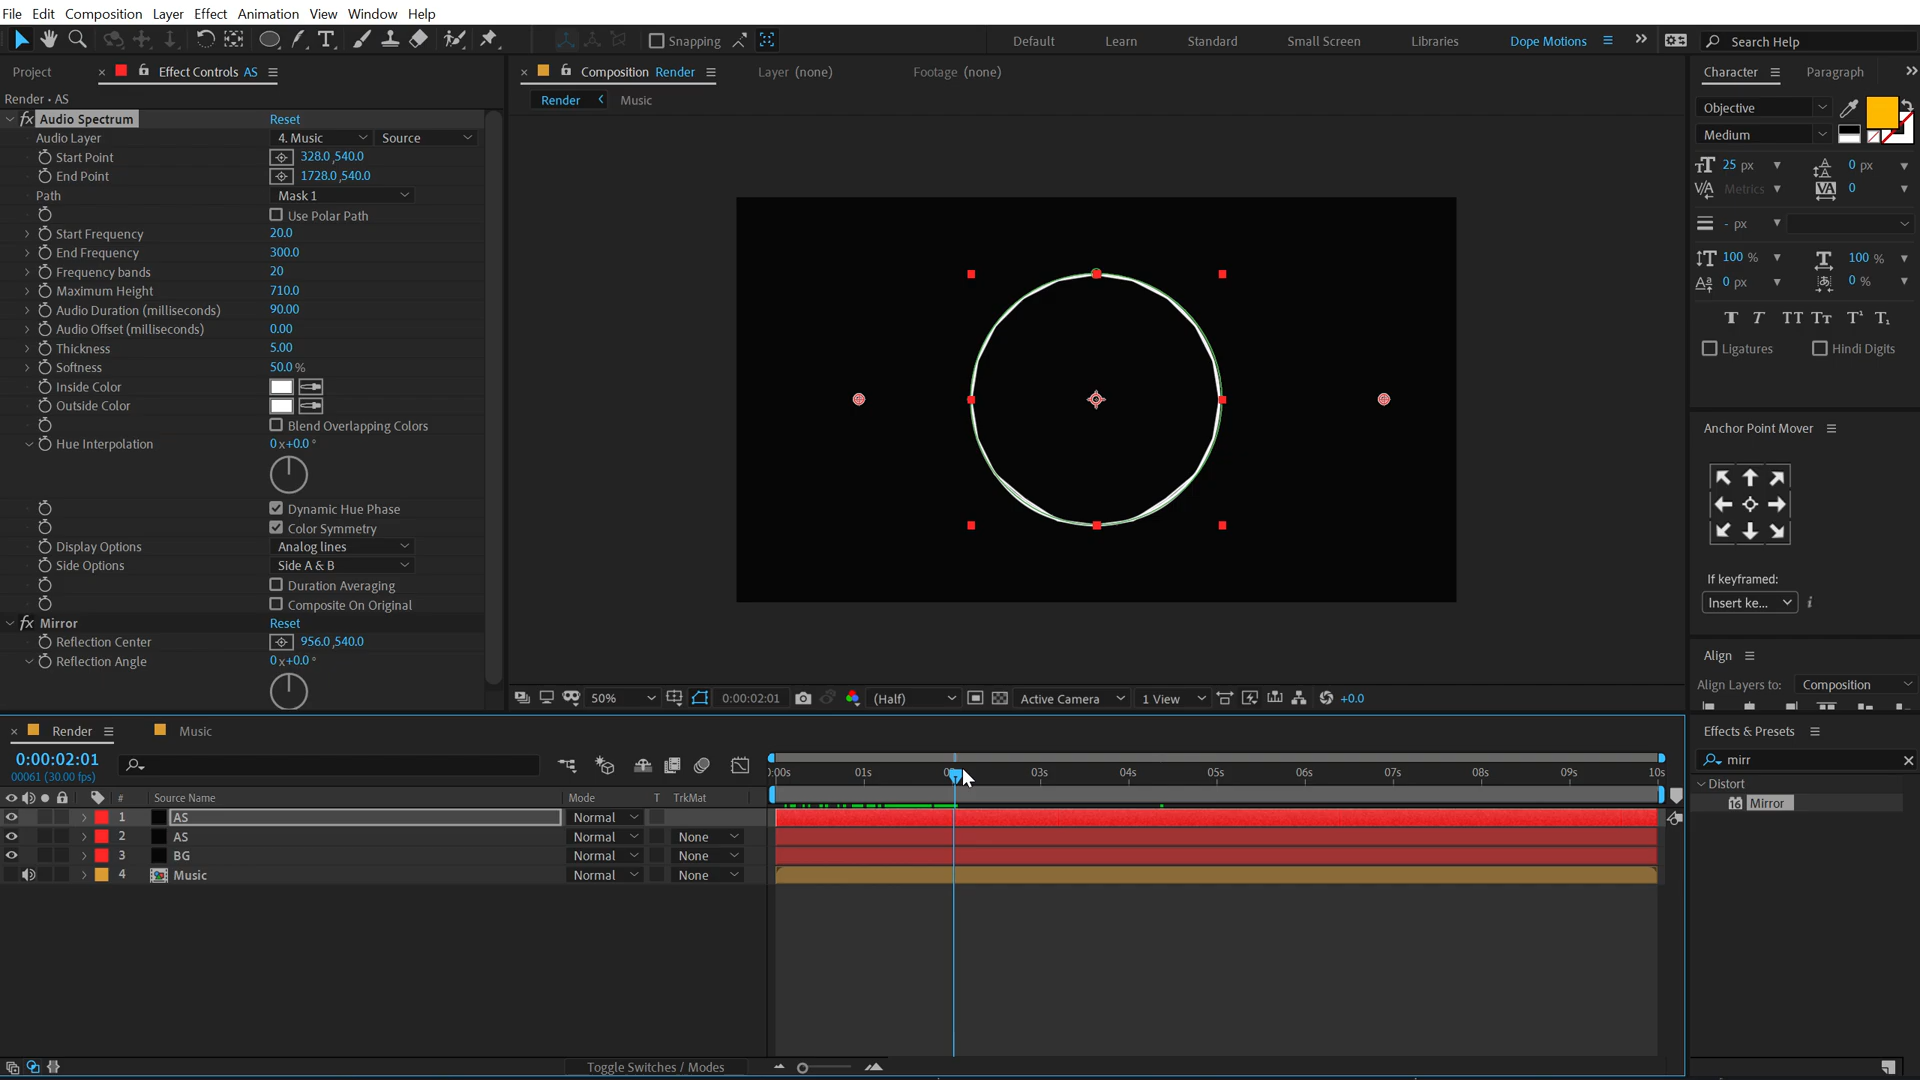 File Edit Composition Layer Effect Animation View Window Help
Snapping
Default Learn Standard Small Screen Libraries Dope Motions Search Help
Project Effect Controls AS Composition Render Layer (none) Footage (none) Character Paragraph
Render • AS
Render Music
fx Audio Spectrum Reset
Audio Layer 4. Music Source
Start Point 328.0,540.0
End Point 1728.0,540.0
Path Mask 1
Use Polar Path
Start Frequency 20.0
End Frequency 300.0
Frequency bands 20
Maximum Height 710.0
Audio Duration (milliseconds) 90.00
Audio Offset (milliseconds) 0.00
Thickness 5.00
Softness 50.0 %
Inside Color
Outside Color
Blend Overlapping Colors
Hue Interpolation 0x+0.0°
Dynamic Hue Phase
Color Symmetry
Display Options Analog lines
Side Options Side A & B
Duration Averaging
Composite On Original
fx Mirror Reset
Reflection Center 956.0,540.0
Reflection Angle 0x+0.0°
Objective
Medium
25 px 0 px
Metrics 0
- px
100 % 100 %
0 px 0 %
Ligatures Hindi Digits
Anchor Point Mover
If keyframed:
Insert ke...
Align
Align Layers to: Composition
50% 0:00:02:01 (Half) Active Camera 1 View +0.0
Render Music
0:00:02:01
00061 (30.00 fps)
:00s 01s 03s 04s 05s 06s 07s 08s 09s 10s
# Source Name Mode T TrkMat
1 AS Normal
2 AS Normal None
3 BG Normal None
4 Music Normal None
Toggle Switches / Modes
Effects & Presets
mirr
Distort
Mirror